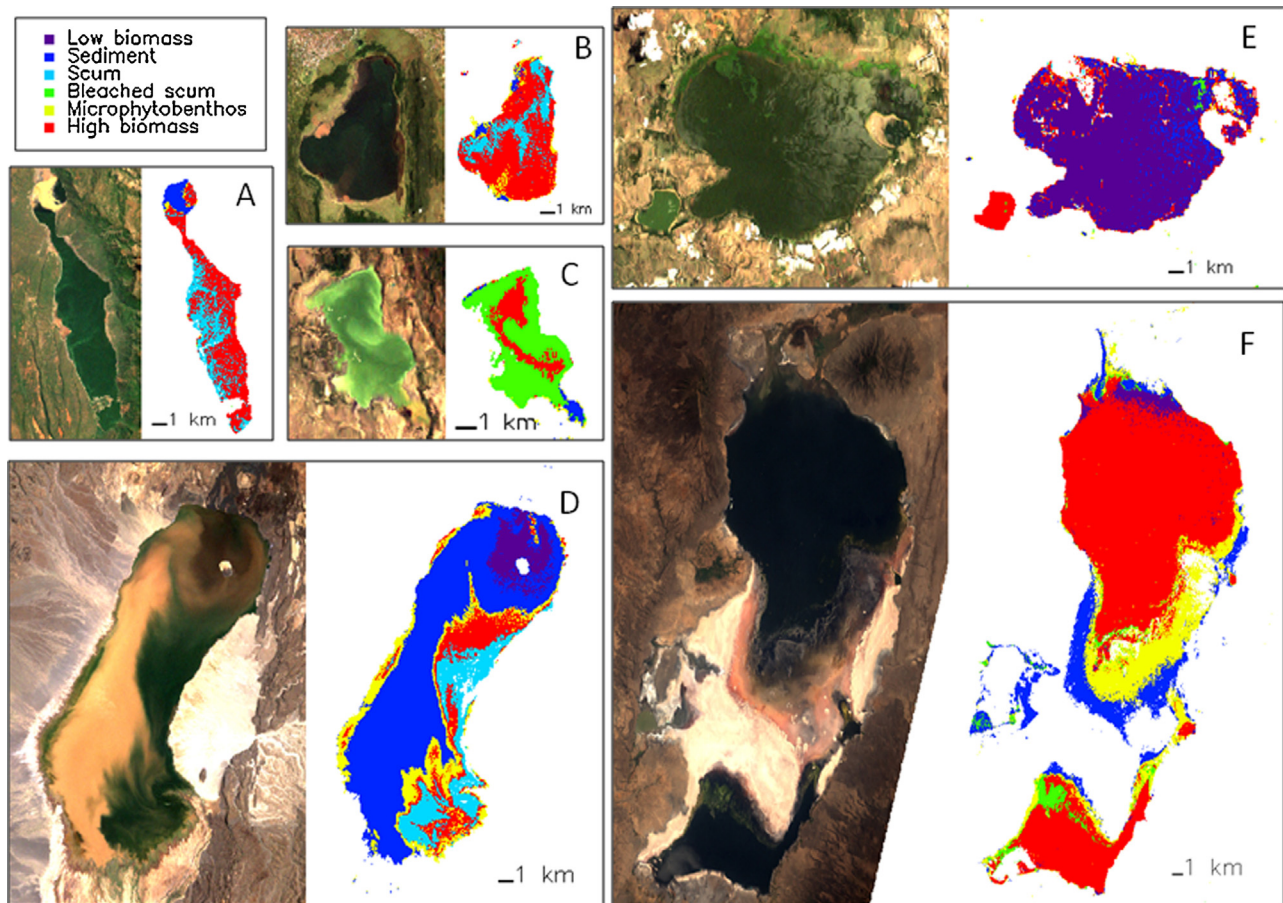 Low biomass
Sediment
Scum
Bleached scum
Microphytobenthos
High biomass
A
1 km
B
1 km
C
1 km
D
1 km
E
1 km
F
1 km